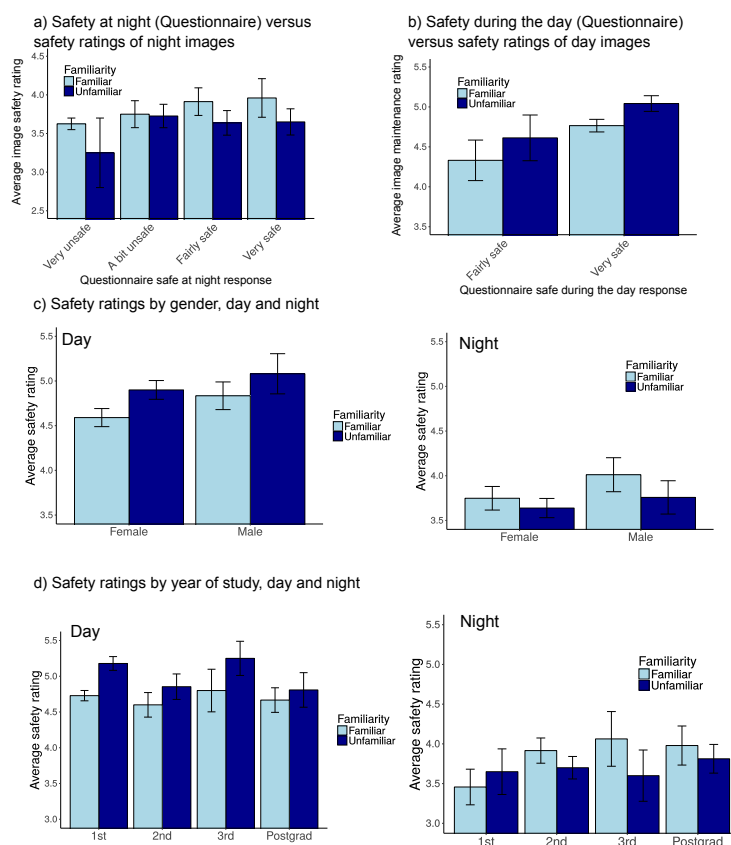 a) Safety at night (Questionnaire) versus
safety ratings of night images
Average image safety rating
4.5
4.0
3.5
3.0
2.5
Familiarity
Familiar
Unfamiliar
Very unsafe
A bit unsafe
Fairly safe
Very safe
Questionnaire safe at night response
b) Safety during the day (Questionnaire)
versus safety ratings of day images
Average image maintenance rating
5.5
5.0
4.5
4.0
3.5
Familiarity
Familiar
Unfamiliar
Fairly safe
Very safe
Questionnaire safe during the day response
c) Safety ratings by gender, day and night
Day
Average safety rating
5.5
5.0
4.5
4.0
3.5
Female
Male
Familiarity
Familiar
Unfamiliar
Night
Average safety rating
5.5
5.0
4.5
4.0
3.5
Familiarity
Familiar
Unfamiliar
Female
Male
d) Safety ratings by year of study, day and night
Day
Average safety rating
5.5
5.0
4.5
4.0
3.5
3.0
1st
2nd
3rd
Postgrad
Familiarity
Familiar
Unfamiliar
Night
Average safety rating
5.5
5.0
4.5
4.0
3.5
3.0
Familiarity
Familiar
Unfamiliar
1st
2nd
3rd
Postgrad